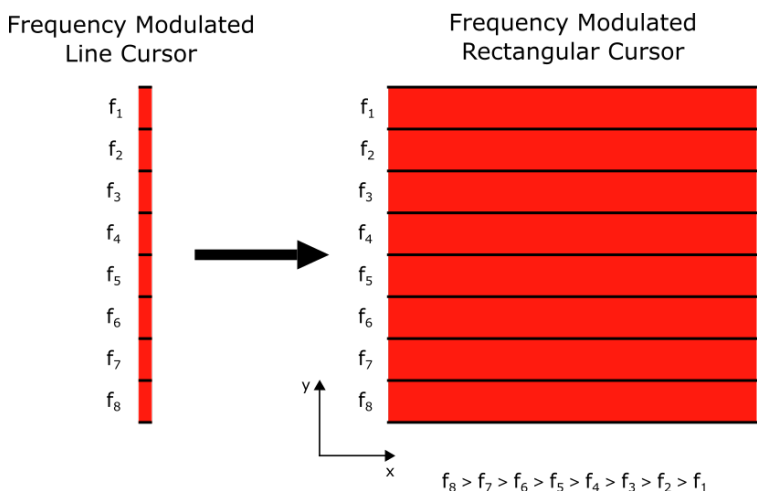 Frequency Modulated
Line Cursor
Frequency Modulated
Rectangular Cursor
f₁
f₂
f₃
f₄
f₅
f₆
f₇
f₈
f₁
f₂
f₃
f₄
f₅
f₆
f₇
f₈
y
x
f₈ > f₇ > f₆ > f₅ > f₄ > f₃ > f₂ > f₁